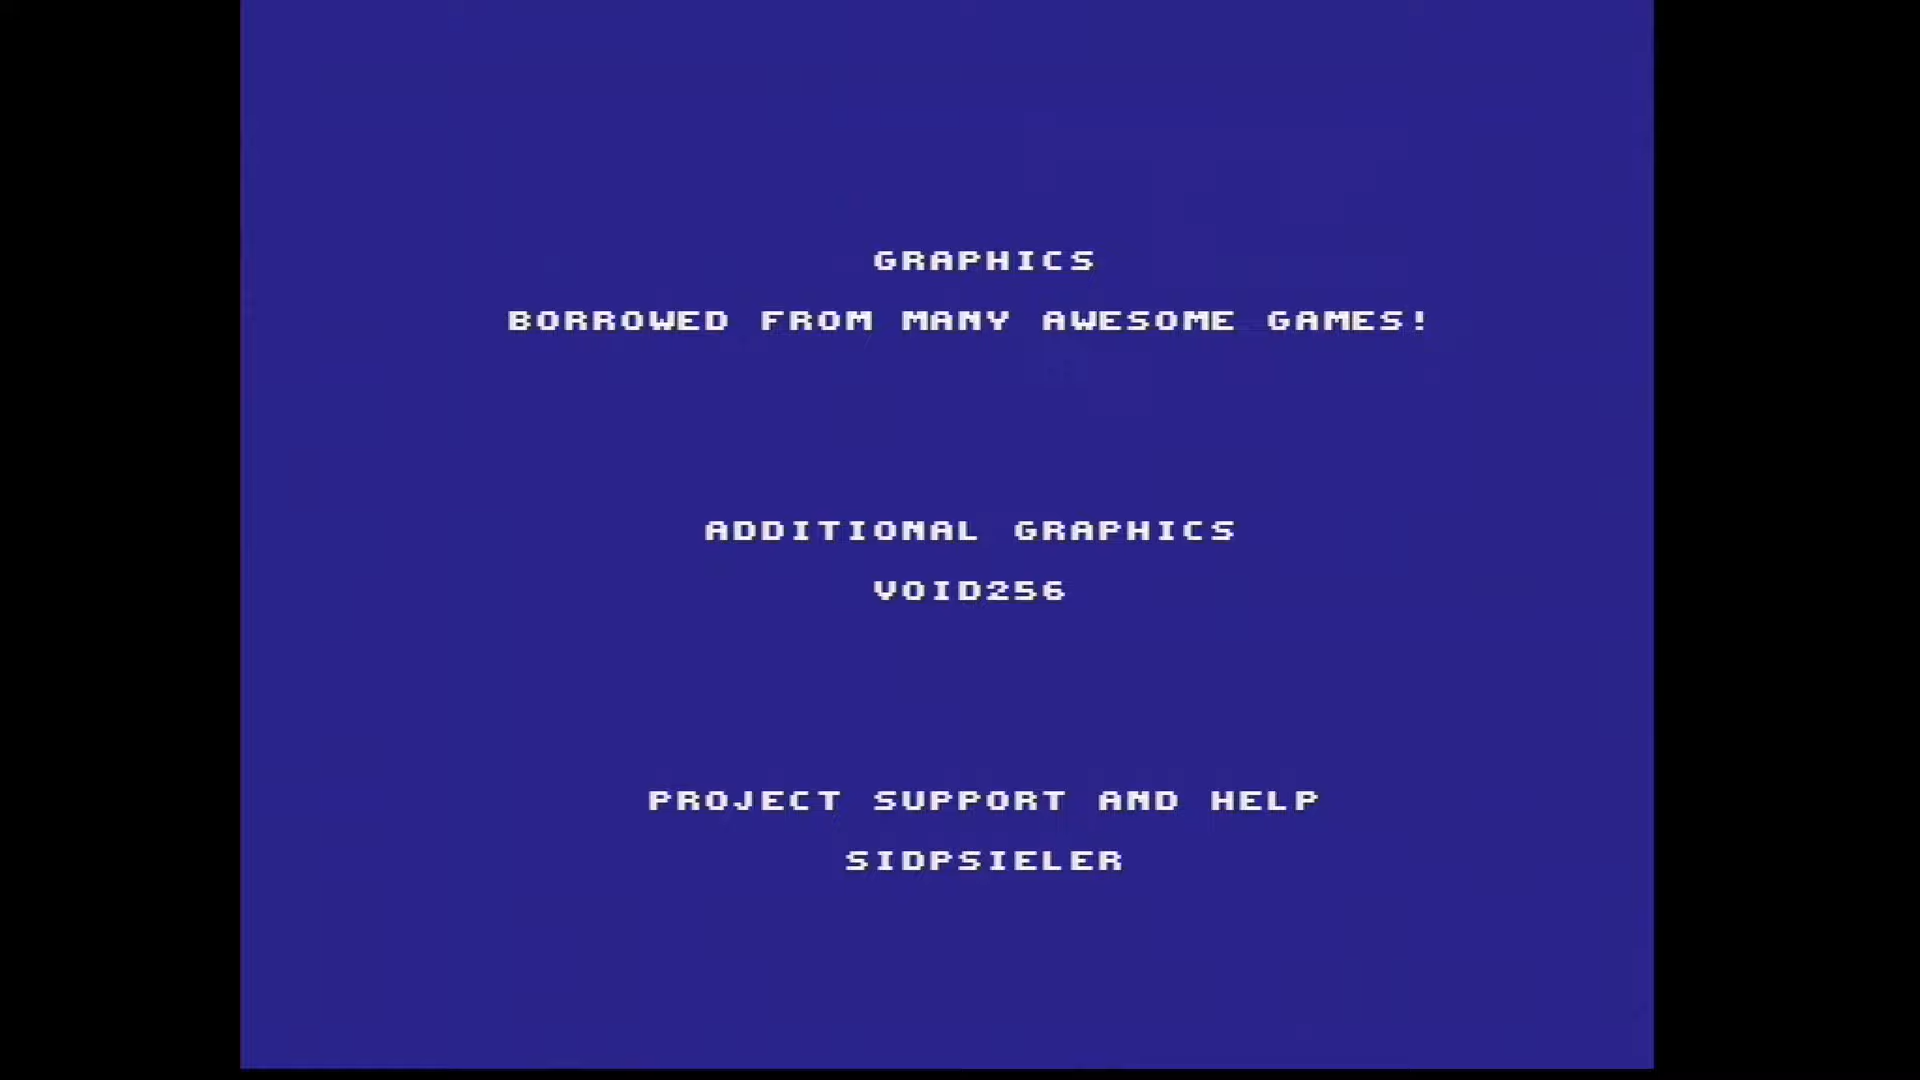 GRAPHICS
BORROWED FROM MANY AWESOME GAMES!
ADDITIONAL GRAPHICS
VOID256
PROJECT SUPPORT AND HELP
SIDPSIELER